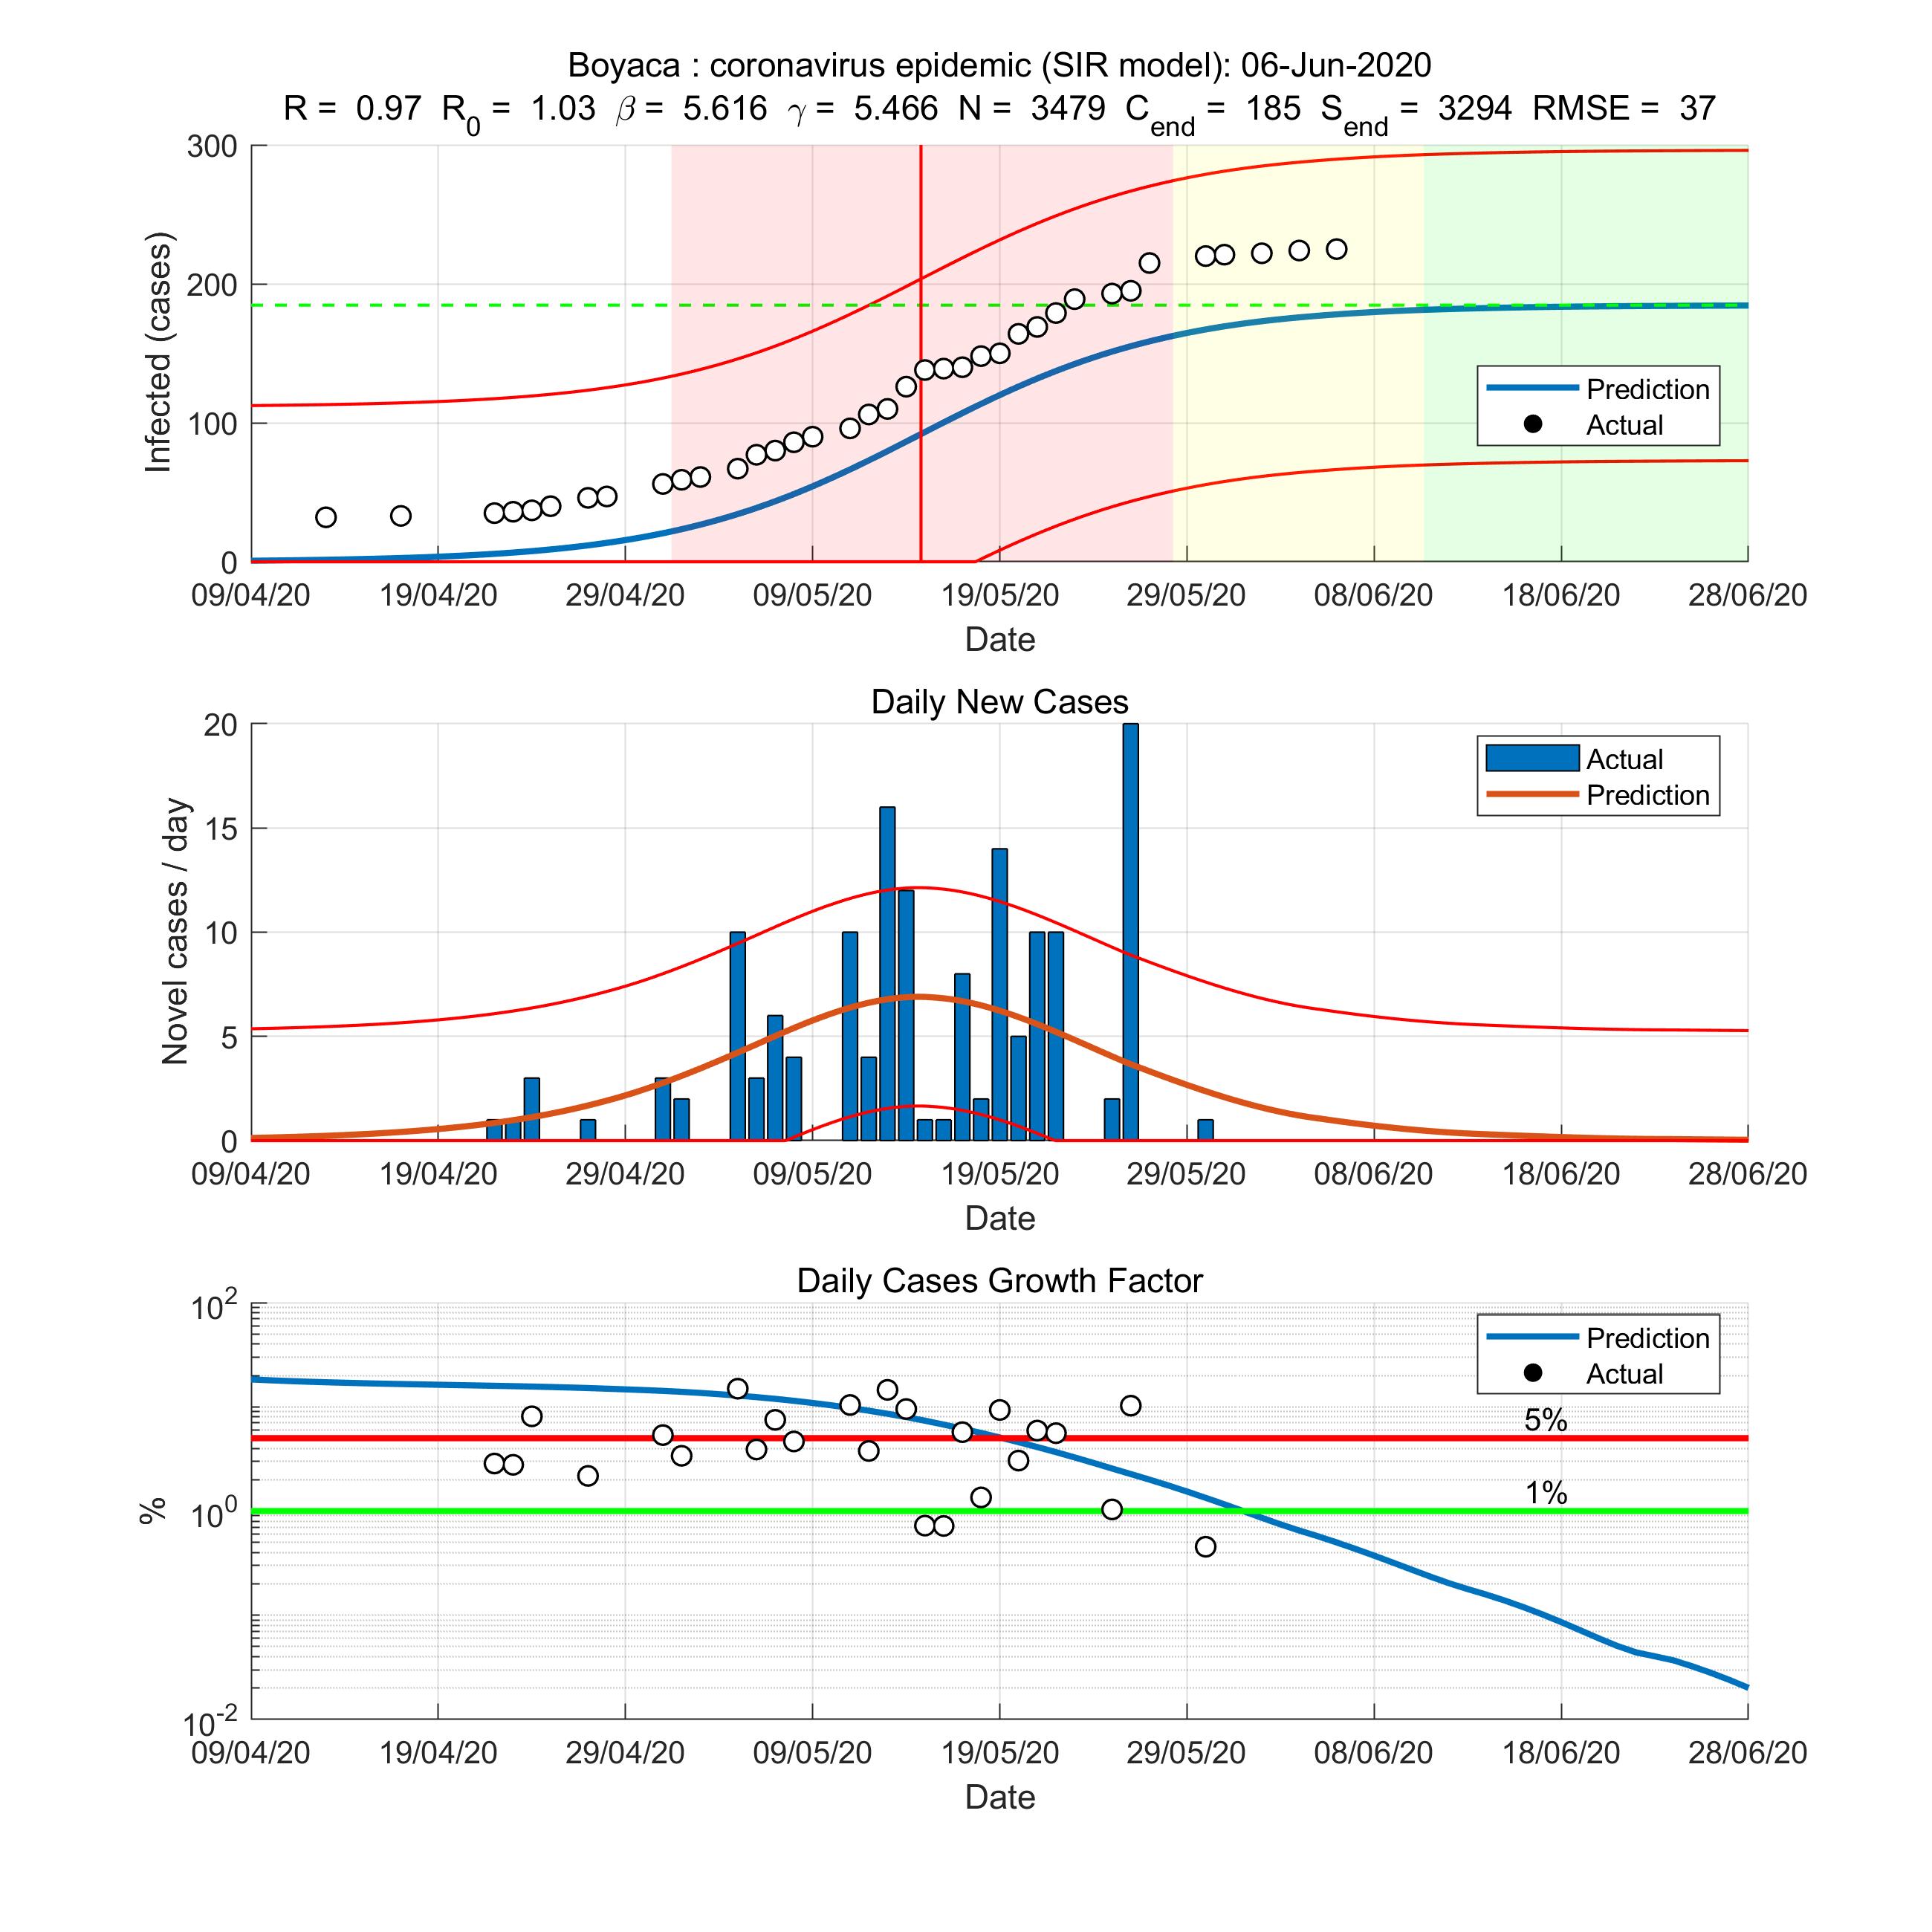 Boyaca : coronavirus epidemic (SIR model): 06-Jun-2020
R = 0.97 R0 = 1.03 β = 5.616 γ = 5.466 N = 3479 Cend = 185 Send = 3294 RMSE = 37
300
200
100
0
Infected (cases)
Prediction
Actual
09/04/20 19/04/20 29/04/20 09/05/20 19/05/20 29/05/20 08/06/20 18/06/20 28/06/20
Date
Daily New Cases
20
15
10
5
0
Novel cases / day
Actual
Prediction
09/04/20 19/04/20 29/04/20 09/05/20 19/05/20 29/05/20 08/06/20 18/06/20 28/06/20
Date
Daily Cases Growth Factor
10^2
10^0
10^-2
%
Prediction
Actual
5%
1%
09/04/20 19/04/20 29/04/20 09/05/20 19/05/20 29/05/20 08/06/20 18/06/20 28/06/20
Date